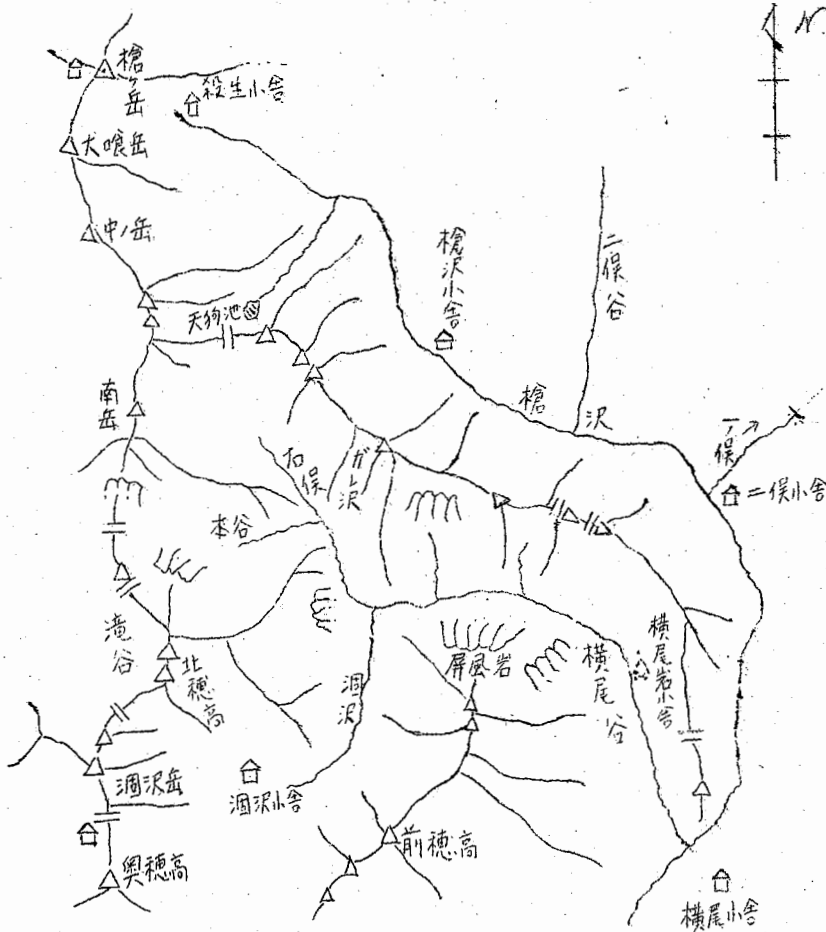 N
槍ヶ岳
殺生小舎
犬喰岳
中ノ岳
槍沢小舎
二俣谷
天狗池
南岳
槍沢
一ノ俣
二俣小舎
右俣
ガレ沢
本谷
滝谷
北穂高
涸沢
屏風岩
横尾谷
横尾岩小舎
涸沢岳
涸沢小舎
前穂高
奥穂高
横尾小舎